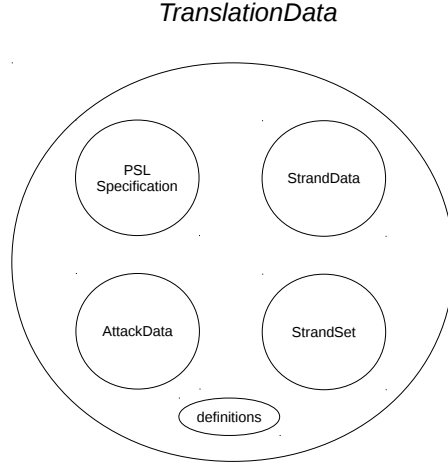 TranslationData
PSL
Specification
StrandData
AttackData
StrandSet
definitions